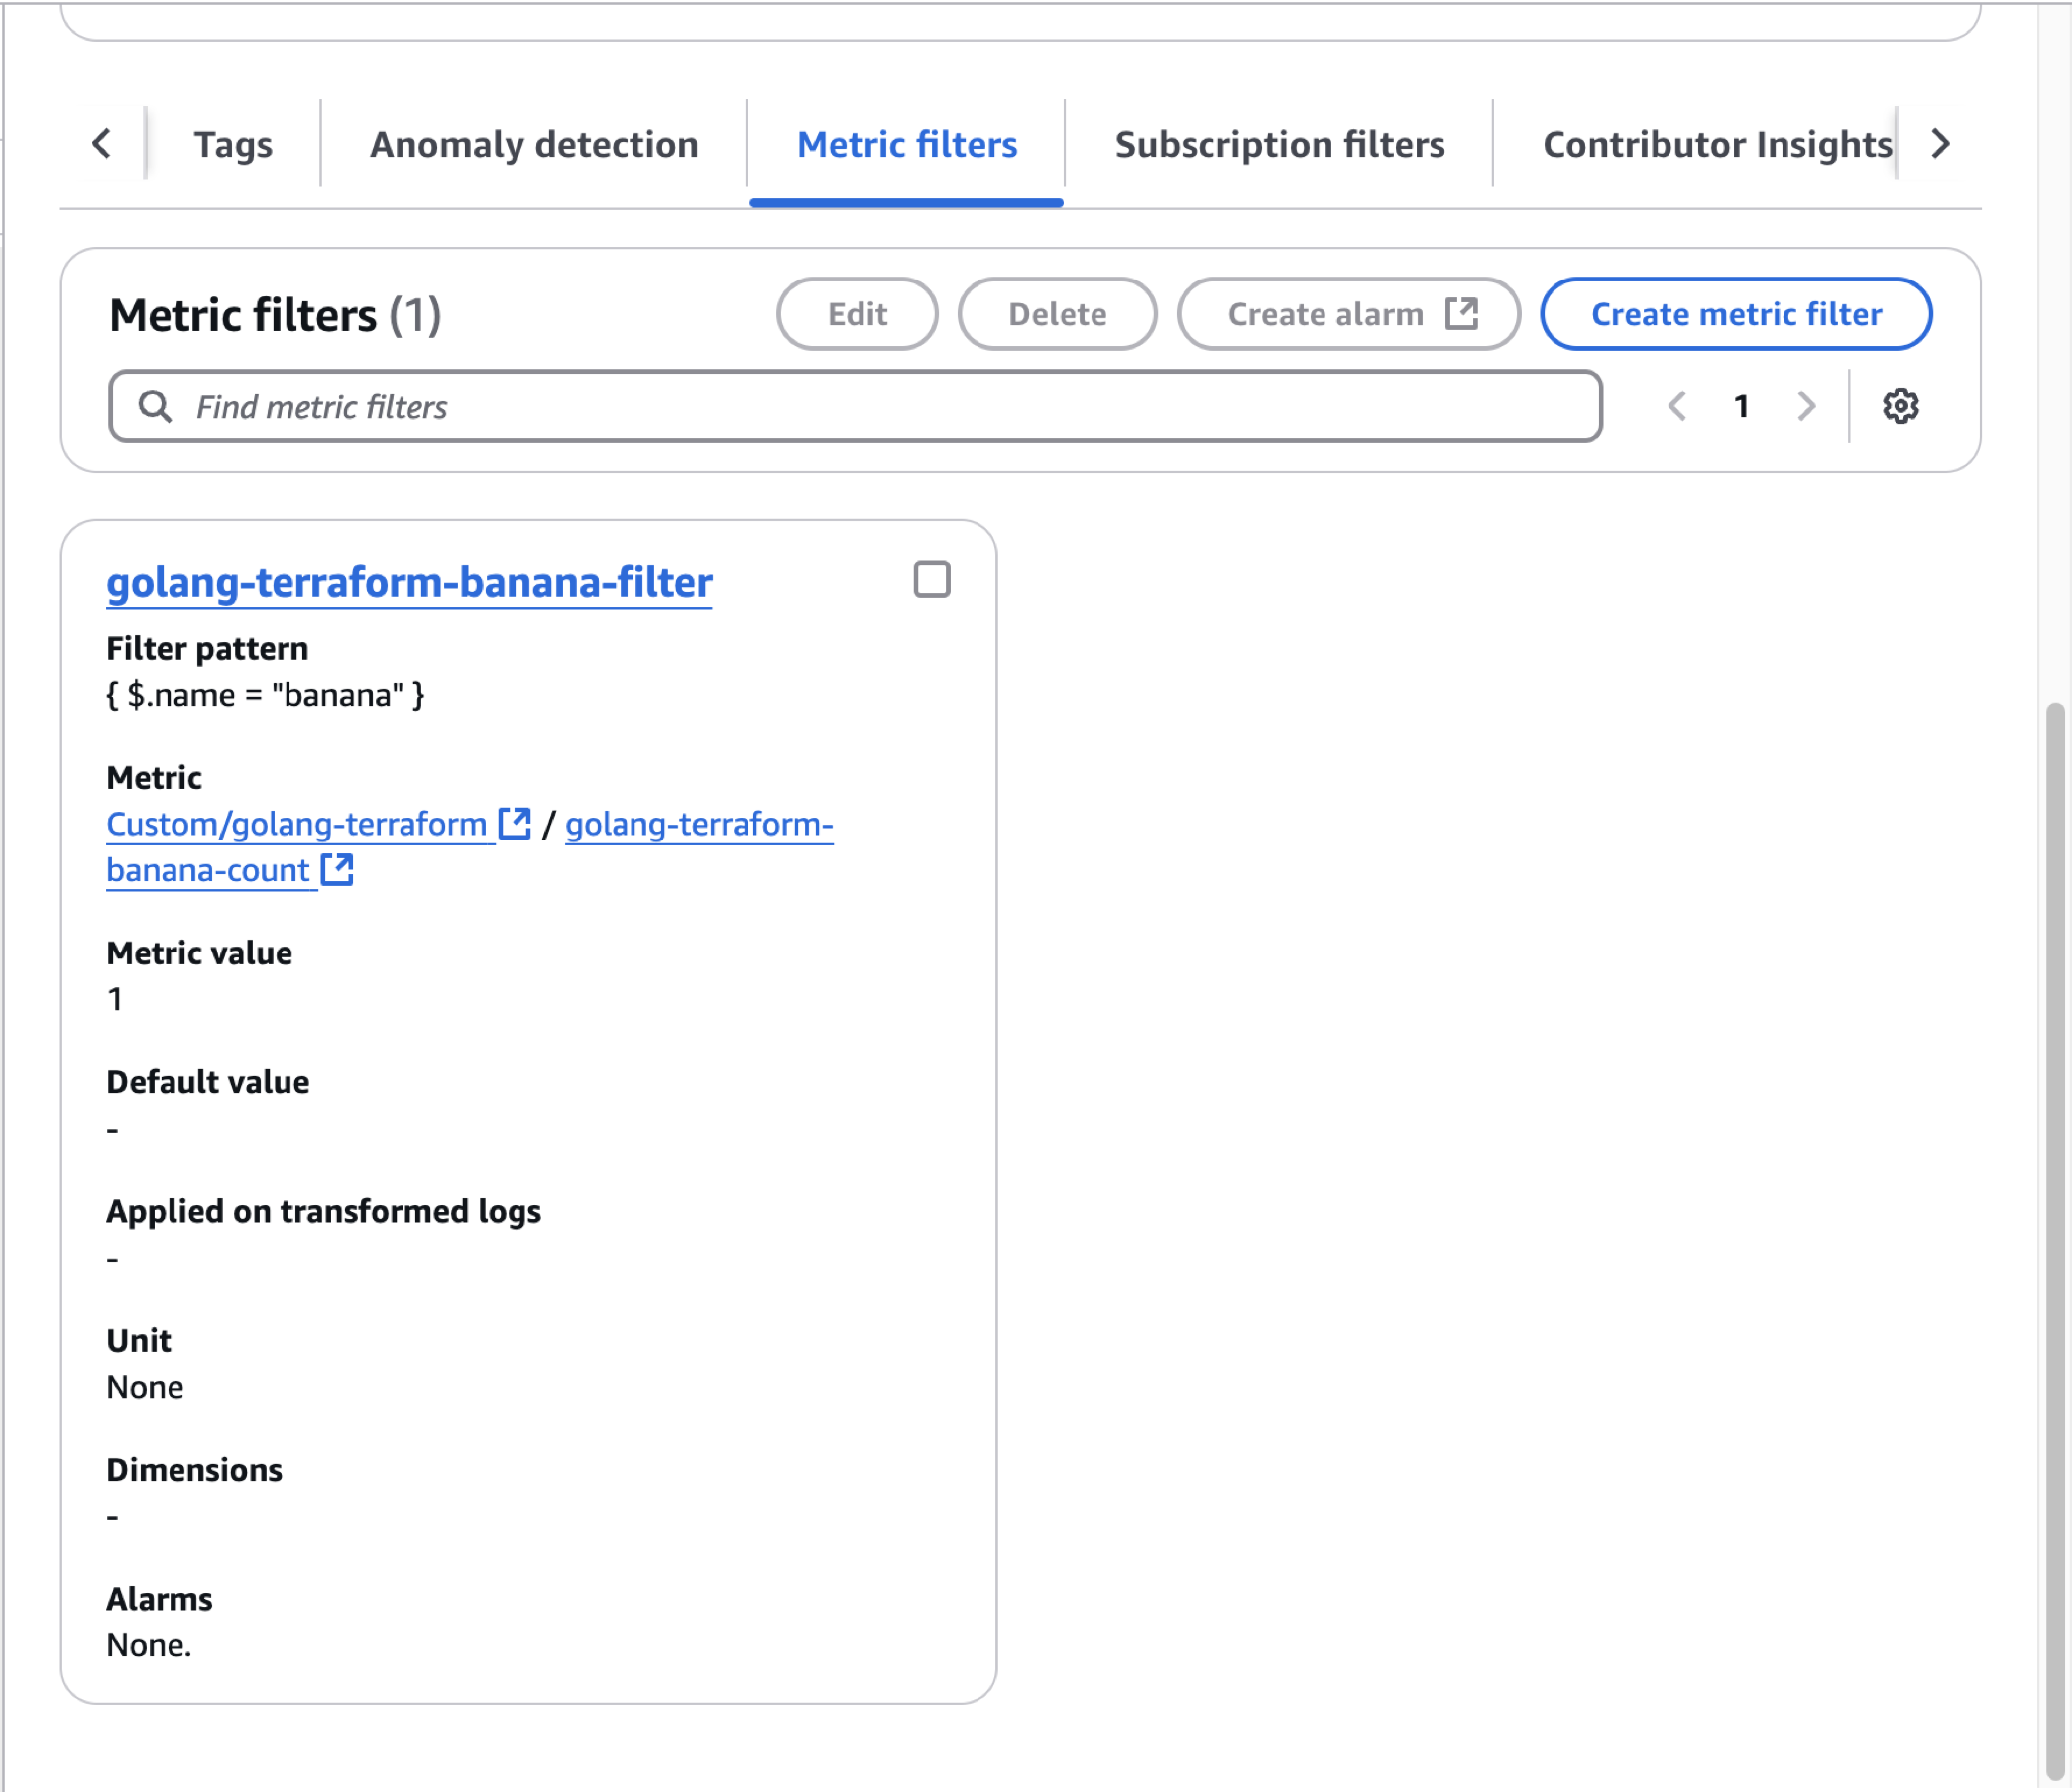 Tags
Anomaly detection
Metric filters
Subscription filters
Contributor Insights
Metric filters (1)
Edit
Delete
Create alarm
Create metric filter
Find metric filters
1
golang-terraform-banana-filter
Filter pattern
{ $.name = "banana" }
Metric
Custom/golang-terraform / golang-terraform-
banana-count
Metric value
1
Default value
-
Applied on transformed logs
-
Unit
None
Dimensions
-
Alarms
None.